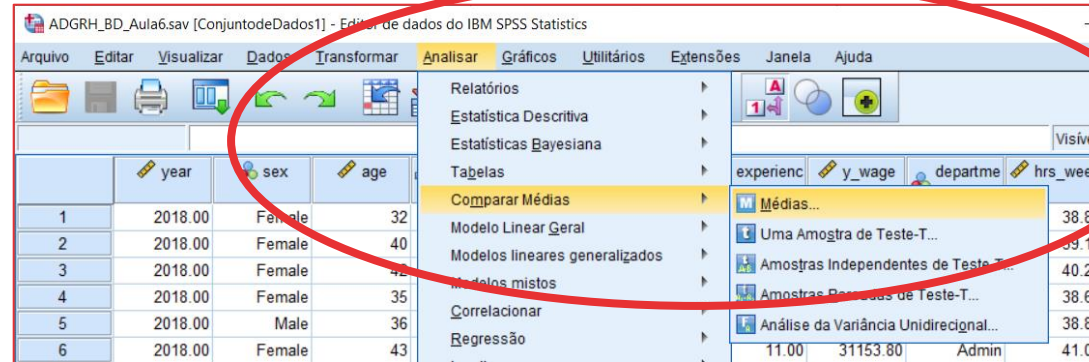 ADGRH_BD_Aula6.sav [ConjuntodeDados1] - Editor de dados do IBM SPSS Statistics
Arquivo Editar Visualizar Dados Transformar Analisar Gráficos Utilitários Extensões Janela Ajuda
Relatórios
Estatística Descritiva
Estatísticas Bayesiana
Tabelas
Comparar Médias
Modelo Linear Geral
Modelos lineares generalizados
Modelos mistos
Correlacionar
Regressão
Médias...
Uma Amostra de Teste-T...
Amostras Independentes de Teste-T...
Amostras de Teste-T...
Análise da Variância Unidirecional...
year sex age experienc y_wage departme hrs_wee
1 2018.00 Female 32 38.8
2 2018.00 Female 40 39.1
3 2018.00 Female 42 40.2
4 2018.00 Female 35 38.6
5 2018.00 Male 36 38.8
6 2018.00 Female 43 11.00 31153.80 Admin 41.0